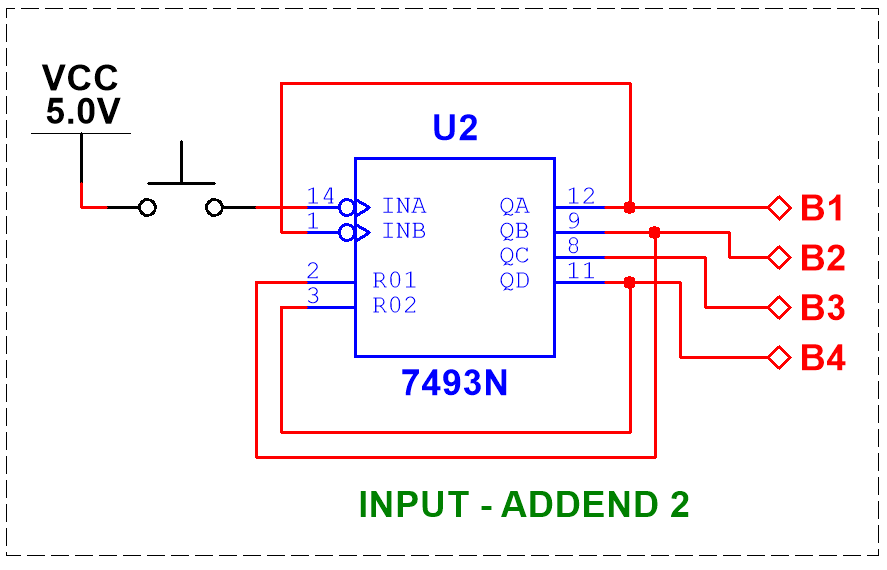 VCC
5.0V
U2
14 INA QA 12 B1
1 INB QB 9 B2
QC 8 B3
2 R01 QD 11 B4
3 R02
7493N
INPUT - ADDEND 2